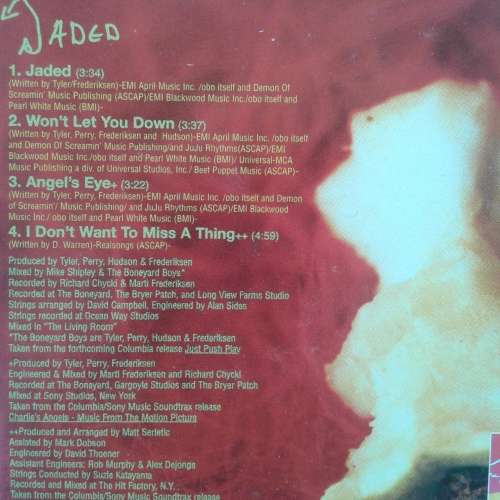 JADED
1. Jaded (3:34)
(Written by Tyler/Frederiksen)-EMI April Music Inc. /obo itself and Demon Of
Screamin' Music Publishing (ASCAP)/EMI Blackwood Music Inc./obo itself and
Pearl White Music (BMI)-
2. Won't Let You Down (3:37)
(Written by Tyler, Perry, Frederiksen and Hudson)-EMI April Music Inc. /obo itself
and Demon Of Screamin' Music Publishing/and JuJu Rhythms(ASCAP)/EMI
Blackwood Music Inc/obo itself and Pearl White Music (BMI)/ Universal-MCA
Music Publishing a div. of Universal Studios, Inc./ Beet Puppet Music (ASCAP)-
3. Angel's Eye+ (3:22)
(Written by Tyler, Perry, Frederiksen)-EMI April Music Inc. /obo itself and Demon
of Screamin'/ Music Publishing/ and JuJu Rhythms (ASCAP)/EMI Blackwood
Music Inc./ obo itself and Pearl White Music (BMI)-
4. I Don't Want To Miss A Thing++ (4:59)
(Written by D. Warren)-Realsongs (ASCAP)-
Produced by Tyler, Perry, Hudson & Frederiksen
Mixed by Mike Shipley & The Boneyard Boys*
Recorded by Richard Chycki & Marti Frederiksen
Recorded at The Boneyard, The Bryer Patch, and Long View Farms Studio
Strings arranged by David Campbell, Engineered by Alan Sides
Strings recorded at Ocean Way Studios
Mixed in "The Living Room"
*The Boneyard Boys are Tyler, Perry, Hudson & Frederiksen
Taken from the forthcoming Columbia release Just Push Play
+Produced by Tyler, Perry, Frederiksen
Engineered & Mixed by Marti Frederiksen and Richard Chycki
Recorded at The Boneyard, Gargoyle Studios and The Bryer Patch
Mixed at Sony Studios, New York
Taken from the Columbia/Sony Music Soundtrax release
Charlie's Angels - Music From The Motion Picture
++Produced and Arranged by Matt Serletic
Assisted by Mark Dobson
Engineered by David Thoener
Assistant Engineers: Rob Murphy & Alex Dejonga
Strings Conducted by Suzie Katayama
Recorded and Mixed at The Hit Factory, N.Y.
Taken from the Columbia/Sony Music Soundtrax release